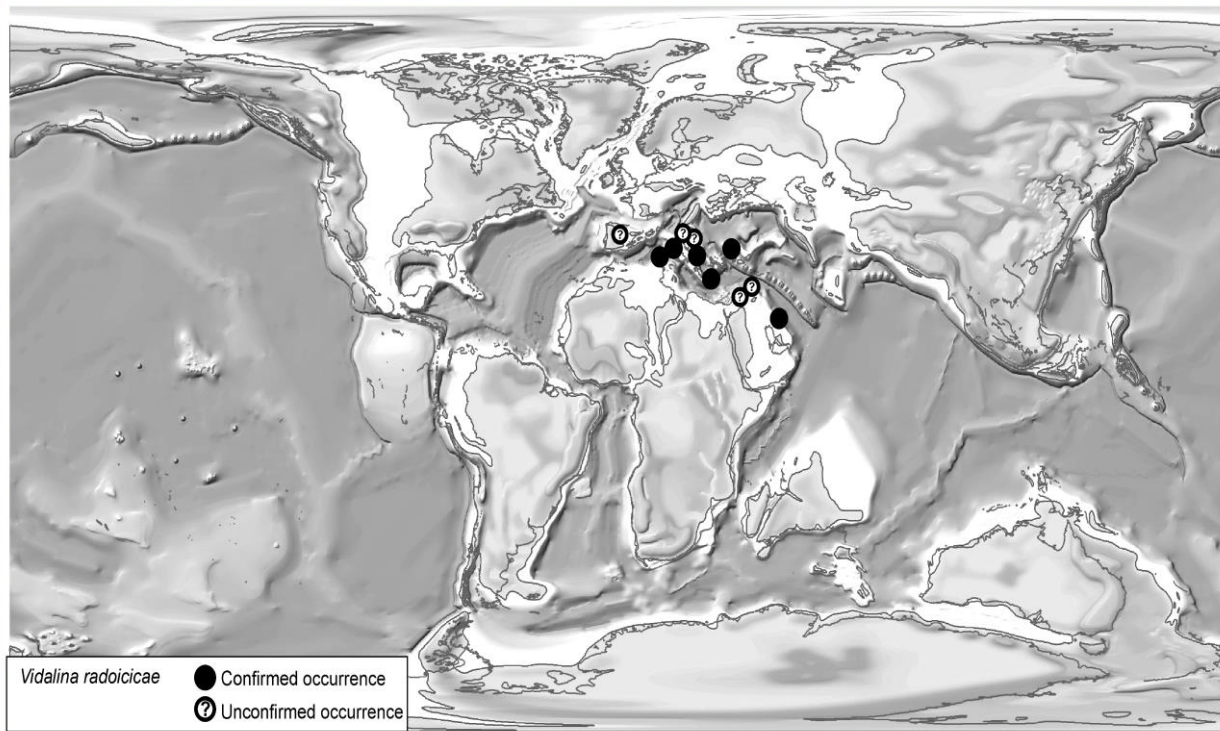 ?
? ?
?
?
Vidalina radoicicae
Confirmed occurrence
? Unconfirmed occurrence